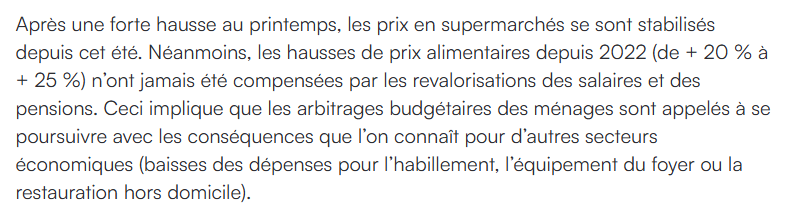 Après une forte hausse au printemps, les prix en supermarchés se sont stabilisés
depuis cet été. Néanmoins, les hausses de prix alimentaires depuis 2022 (de + 20 % à
+ 25 %) n’ont jamais été compensées par les revalorisations des salaires et des
pensions. Ceci implique que les arbitrages budgétaires des ménages sont appelés à se
poursuivre avec les conséquences que l’on connaît pour d’autres secteurs
économiques (baisses des dépenses pour l’habillement, l’équipement du foyer ou la
restauration hors domicile).